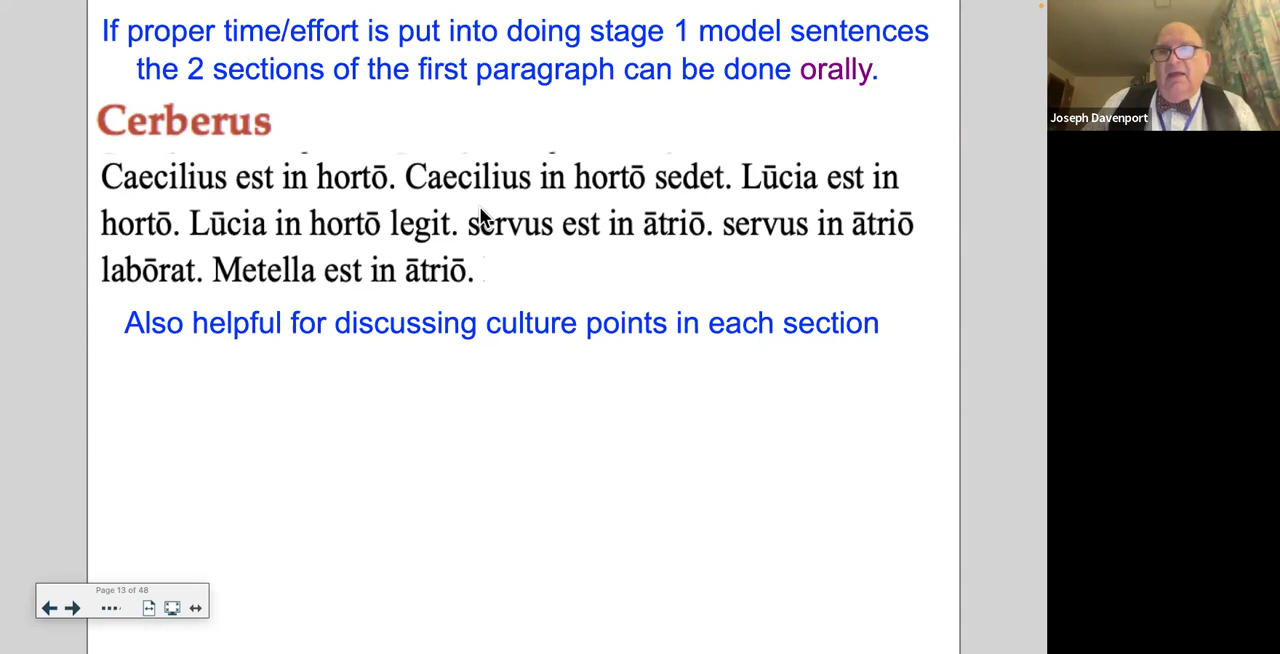 If proper time/effort is put into doing stage 1 model sentences
the 2 sections of the first paragraph can be done orally.
Cerberus
Caecilius est in hortō. Caecilius in hortō sedet. Lūcia est in
hortō. Lūcia in hortō legit. servus est in ātriō. servus in ātriō
labōrat. Metella est in ātriō.
Also helpful for discussing culture points in each section
Page 13 of 48
Joseph Davenport